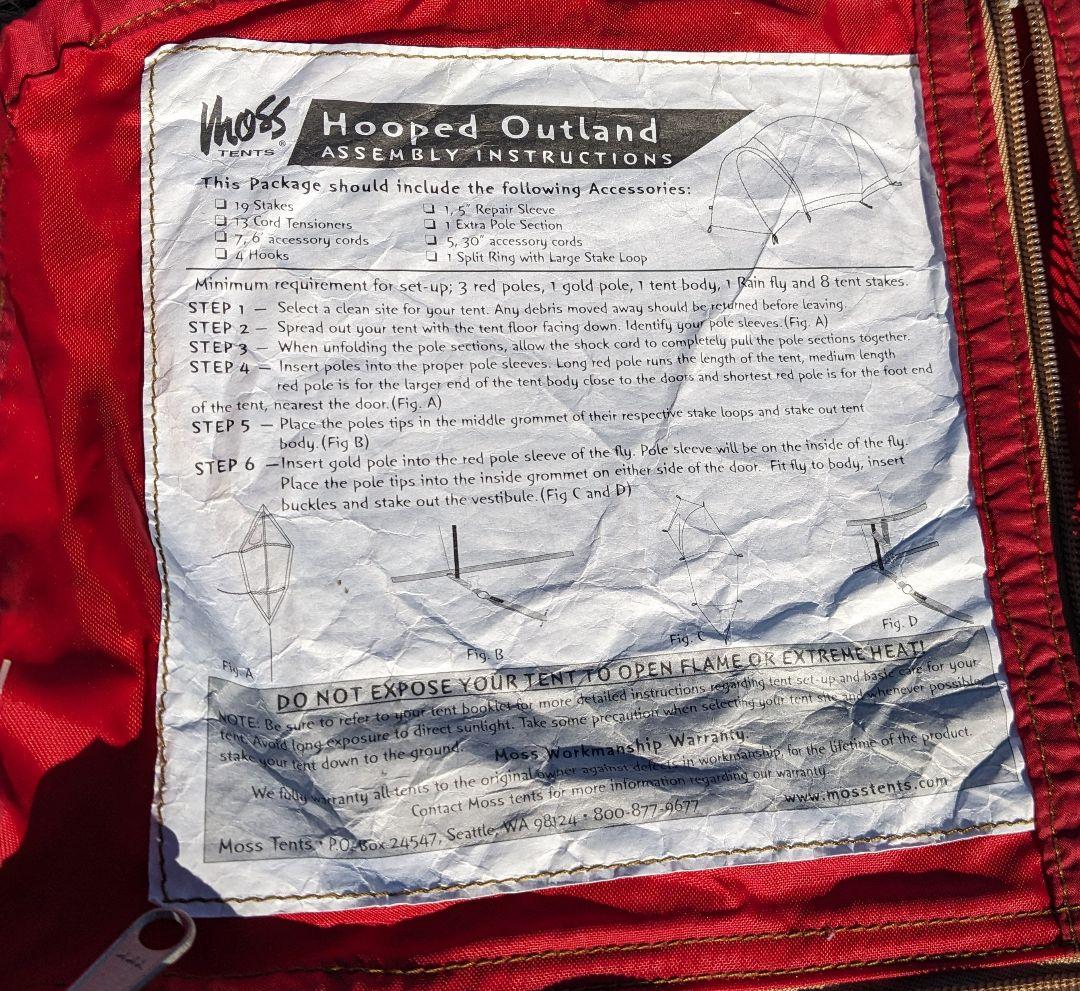 moss
TENTS®
Hooped Outland
ASSEMBLY INSTRUCTIONS
This Package should include the following Accessories:
❏ 19 Stakes
❏ 13 Cord Tensioners
❏ 7, 6' accessory cords
❏ 4 Hooks
❏ 1, 5" Repair Sleeve
❏ 1 Extra Pole Section
❏ 5, 30" accessory cords
❏ 1 Split Ring with Large Stake Loop
Minimum requirement for set-up; 3 red poles, 1 gold pole, 1 tent body, 1 Rain fly and 8 tent stakes.
STEP 1 — Select a clean site for your tent. Any debris moved away should be returned before leaving.
STEP 2 — Spread out your tent with the tent floor facing down. Identify your pole sleeves.(Fig. A)
STEP 3 — When unfolding the pole sections, allow the shock cord to completely pull the pole sections together.
STEP 4 — Insert poles into the proper pole sleeves. Long red pole runs the length of the tent, medium length
red pole is for the larger end of the tent body close to the doors and shortest red pole is for the foot end
of the tent, nearest the door.(Fig. A)
STEP 5 — Place the poles tips in the middle grommet of their respective stake loops and stake out tent
body.(Fig B)
STEP 6 —Insert gold pole into the red pole sleeve of the fly. Pole sleeve will be on the inside of the fly.
Place the pole tips into the inside grommet on either side of the door. Fit fly to body, insert
buckles and stake out the vestibule.(Fig C and D)
Fig. A
Fig. B
Fig. C
Fig. D
DO NOT EXPOSE YOUR TENT TO OPEN FLAME OR EXTREME HEAT!
NOTE: Be sure to refer to your tent booklet for more detailed instructions regarding tent set-up and basic care for your
tent. Avoid long exposure to direct sunlight. Take some precaution when selecting your tent site and whenever possible,
stake your tent down to the ground.
Moss Workmanship Warranty.
We fully warranty all tents to the original owner against defects in workmanship, for the lifetime of the product.
Contact Moss tents for more information regarding our warranty.
Moss Tents • P.O. Box 24547, Seattle, WA 98124 • 800-877-9677
www.mosstents.com